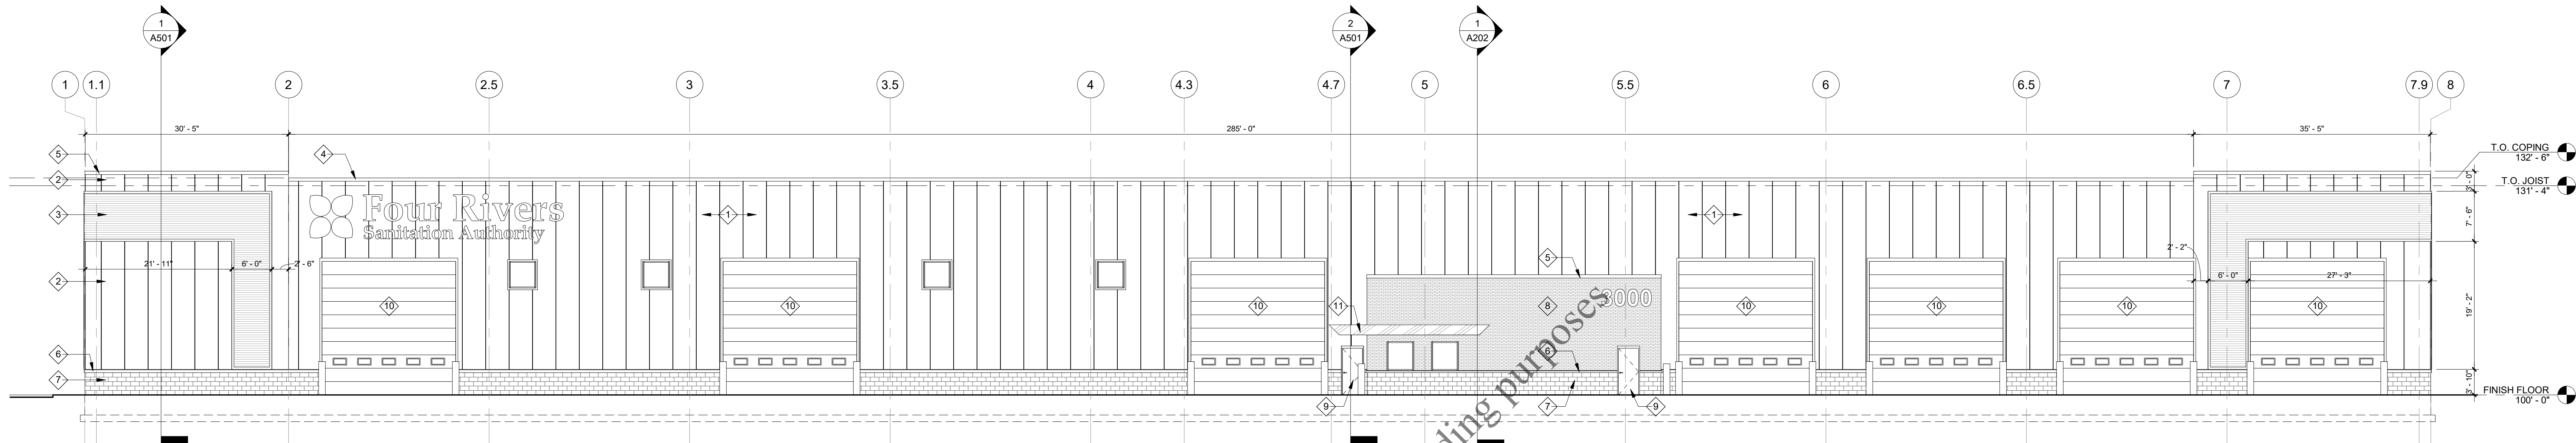 1
A501
2
A501
1
A202
1
1.1
2
2.5
3
3.5
4
4.3
4.7
5
5.5
6
6.5
7
7.9
8
30' - 5"
285' - 0"
35' - 5"
T.O. COPING
132' - 6"
T.O. JOIST
131' - 4"
FINISH FLOOR
100' - 0"
5
4
2
3
2
6
7
Four Rivers
Sanitation Authority
1
1
21' - 11"
6' - 0"
2' - 6"
10
10
10
11
5
8
3000
6
7
9
9
10
10
10
10
2' - 2"
6' - 0"
27' - 3"
3' - 0"
7' - 6"
19' - 2"
3' - 10"
ding purposes